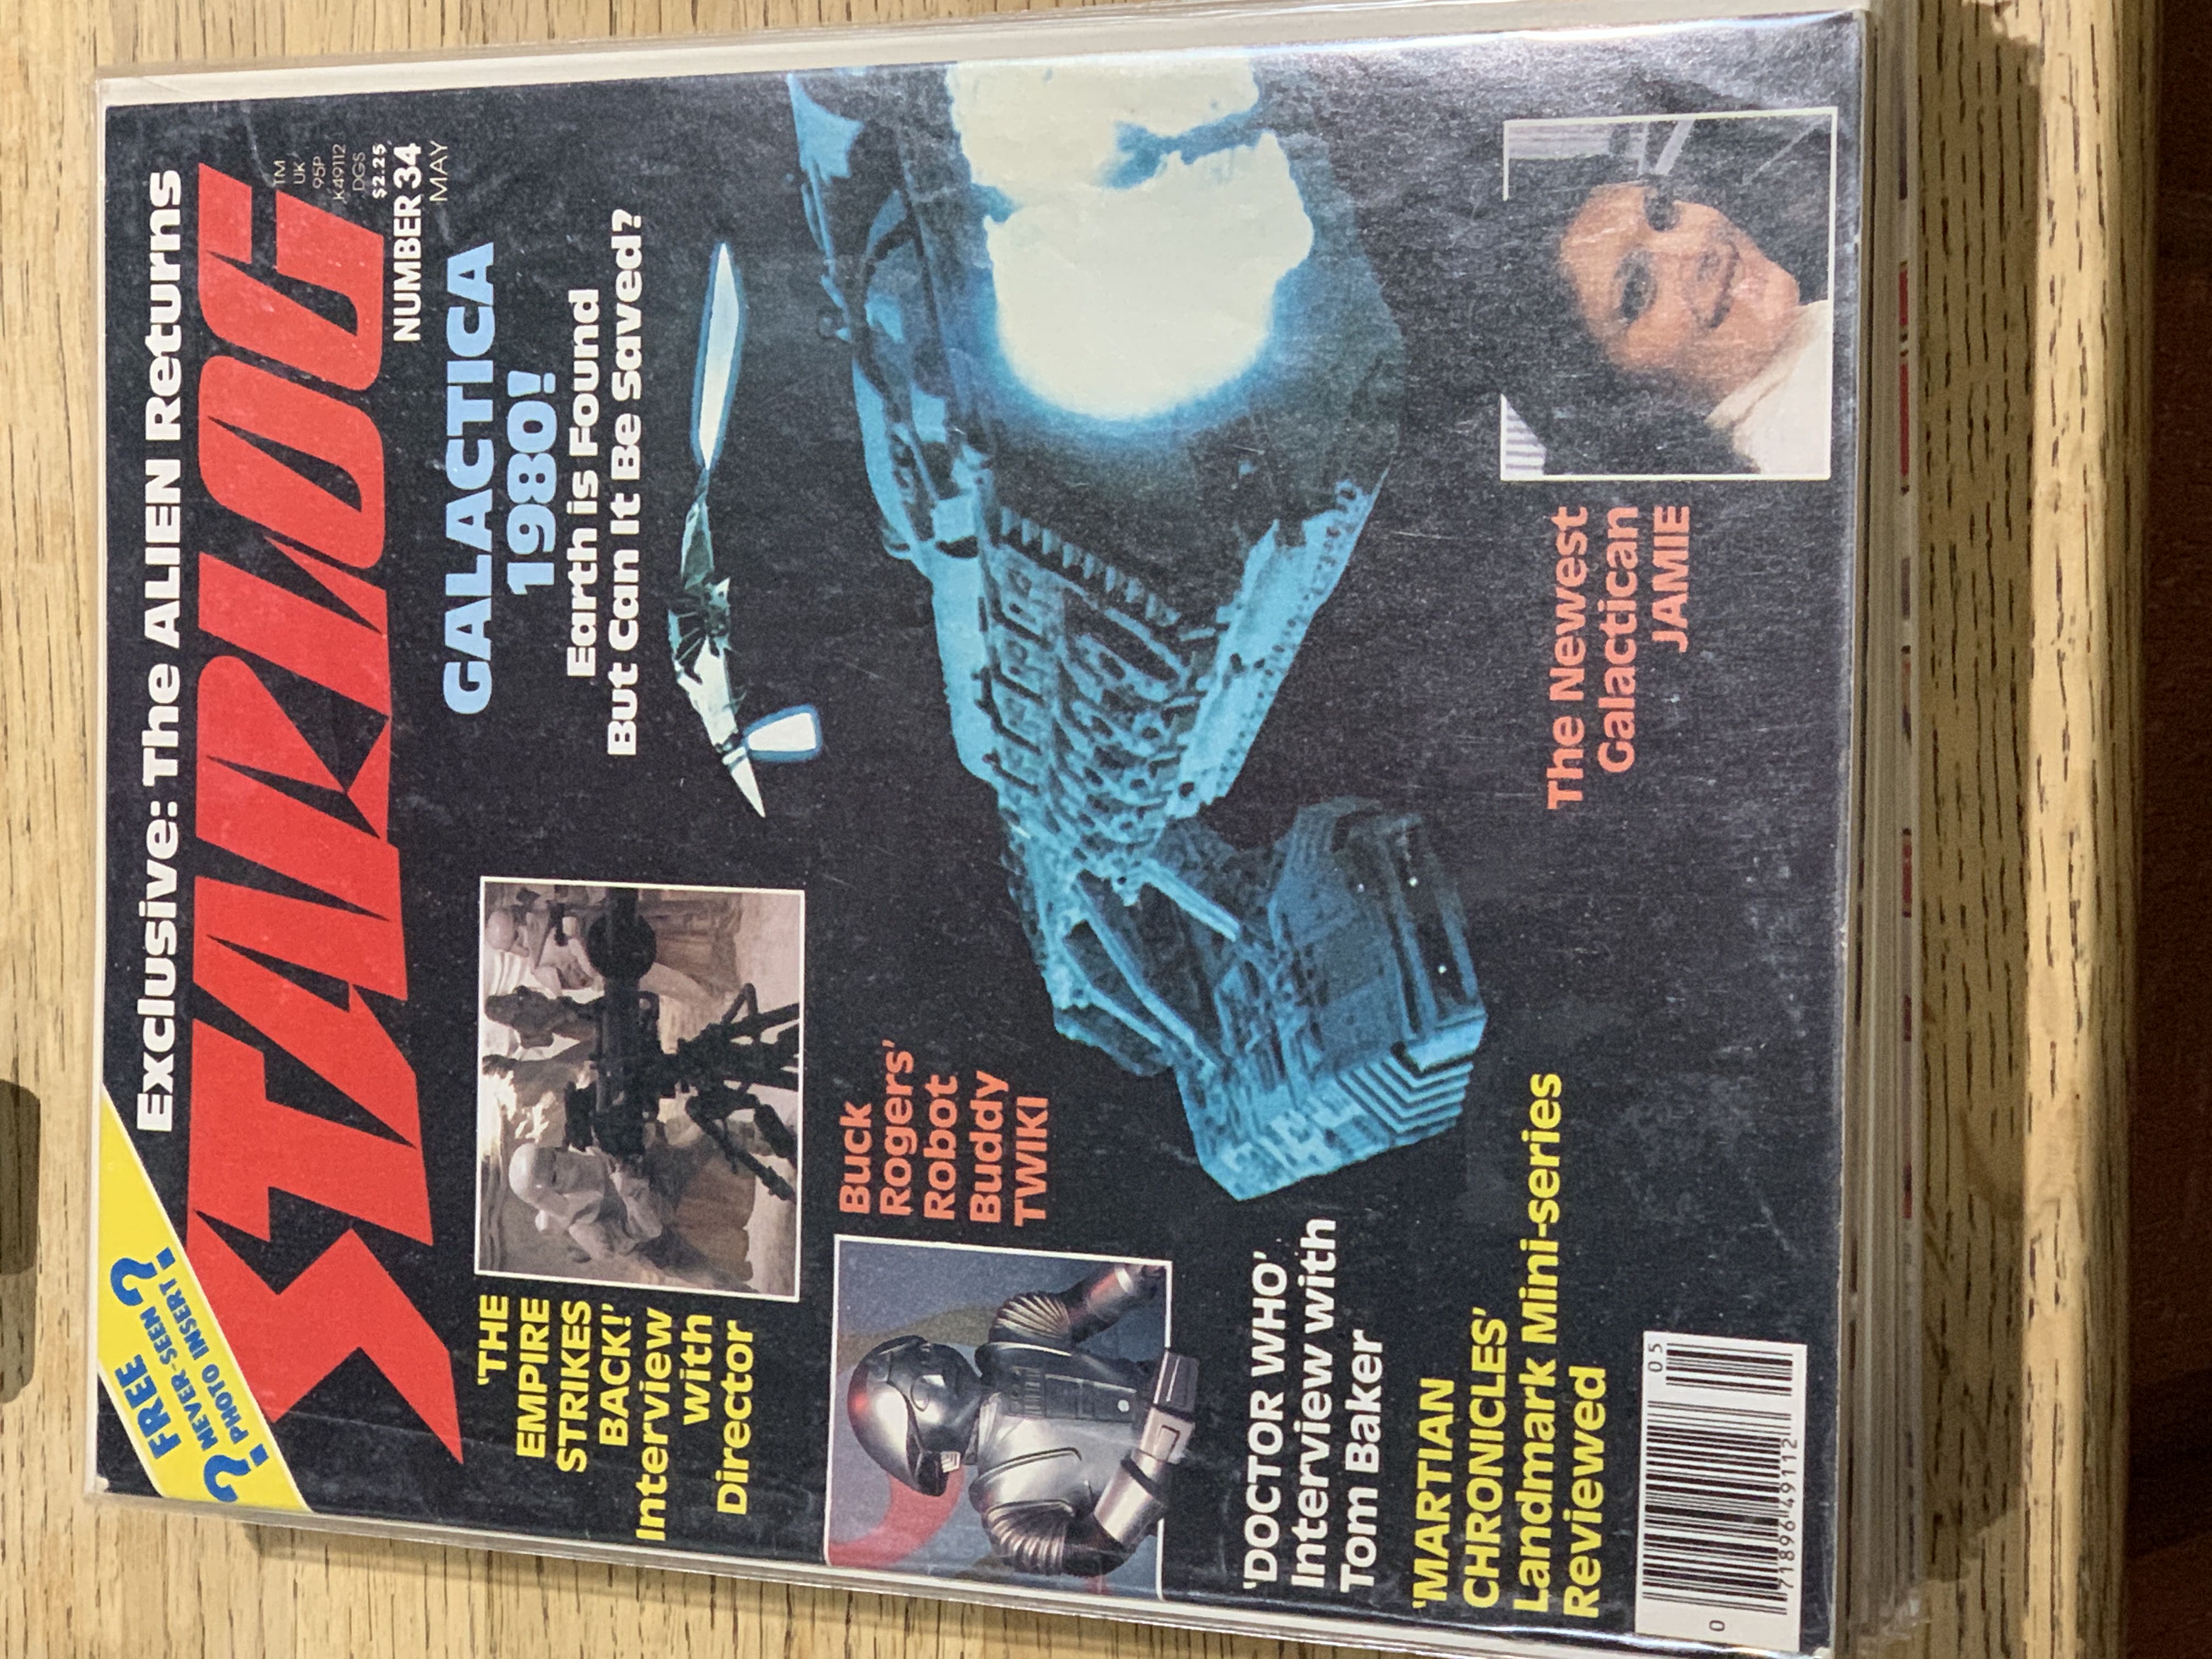 FREE
? NEVER-SEEN ?
PHOTO INSERT!
Exclusive: The ALIEN Returns
STARLOG
TM
UK
95P
K49112
DGS
$2.25
NUMBER 34
MAY
GALACTICA
1980!
Earth is Found
But Can It Be Saved?
'THE
EMPIRE
STRIKES
BACK!'
Interview
with
Director
Buck
Rogers'
Robot
Buddy
TWIKI
'DOCTOR WHO'
Interview with
Tom Baker
'MARTIAN
CHRONICLES'
Landmark Mini-series
Reviewed
The Newest
Galactican
JAMIE
0 71896 49112 05